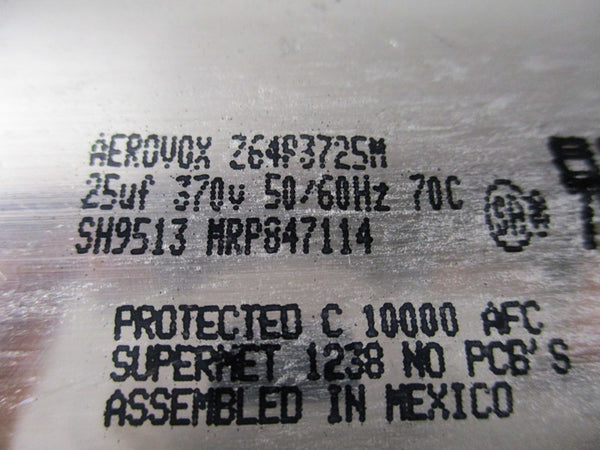 AEROVOX Z64P3725M
25uf 370v 50/60Hz 70C
SH9513 MRP847114
PROTECTED C 10000 AFC
SUPERMET 1238 NO PCB'S
ASSEMBLED IN MEXICO